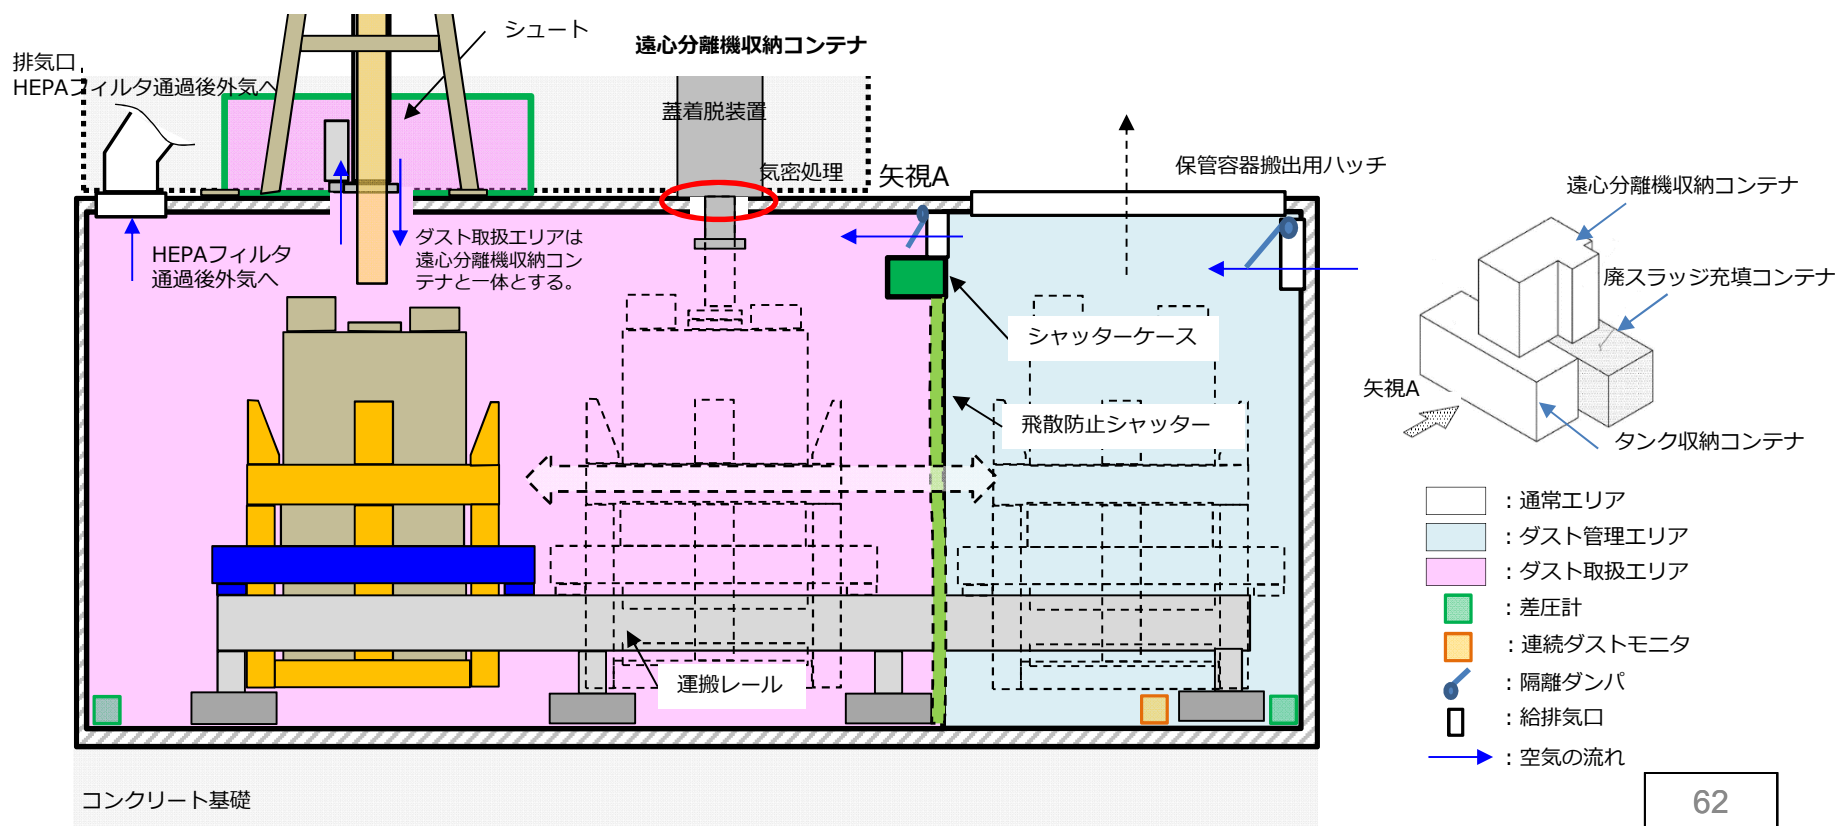 シュート
遠心分離機収納コンテナ
排気口
HEPAフィルタ通過後外気へ
蓋着脱装置
気密処理
矢視A
保管容器搬出用ハッチ
HEPAフィルタ
通過後外気へ
ダスト取扱エリアは
遠心分離機収納コン
テナと一体とする。
シャッターケース
飛散防止シャッター
運搬レール
コンクリート基礎
遠心分離機収納コンテナ
廃スラッジ充填コンテナ
矢視A
タンク収納コンテナ
：通常エリア
：ダスト管理エリア
：ダスト取扱エリア
：差圧計
：連続ダストモニタ
：隔離ダンパ
：給排気口
：空気の流れ
62